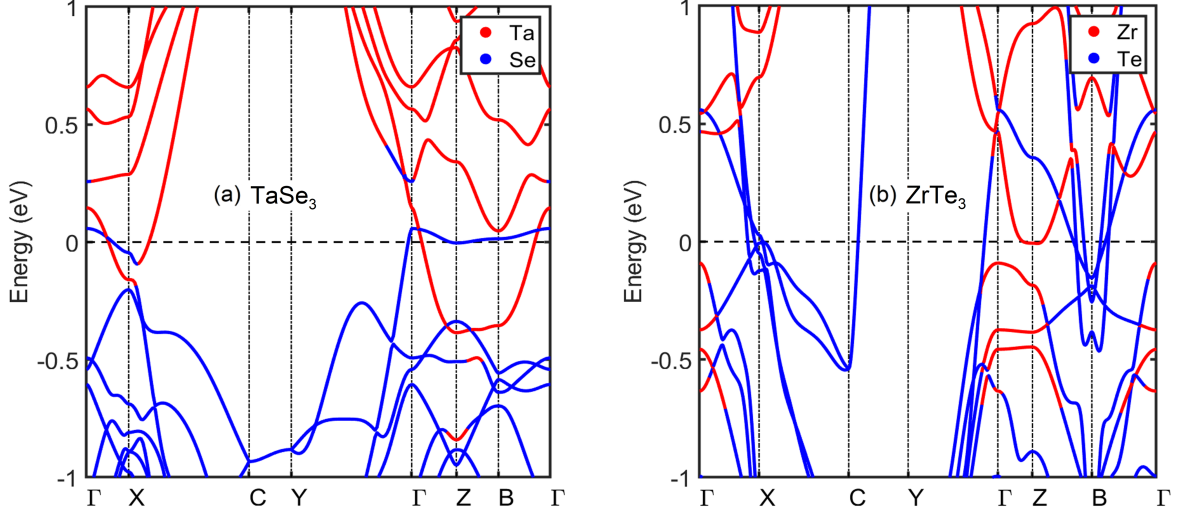 1
0.5
0
-0.5
-1
Energy (eV)
Ta
Se
(a) TaSe₃
Γ X C Y Γ Z B Γ
1
0.5
0
-0.5
-1
Energy (eV)
Zr
Te
(b) ZrTe₃
Γ X C Y Γ Z B Γ